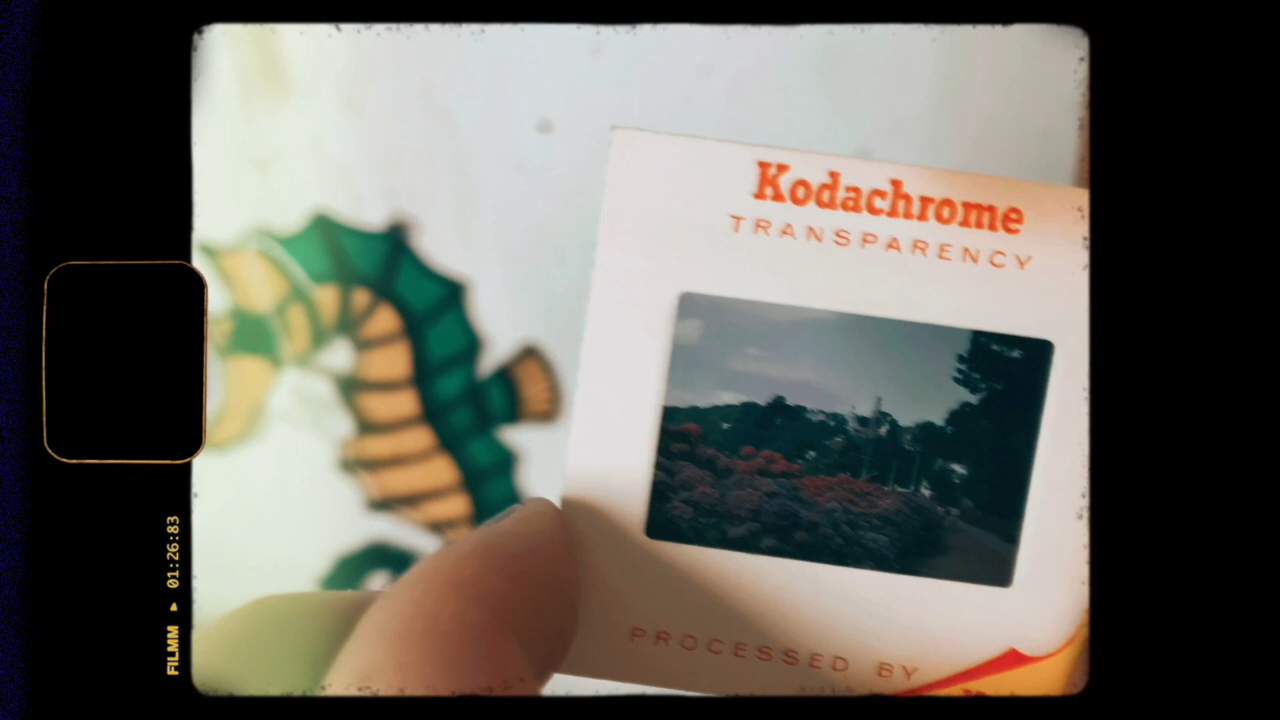 Kodachrome
TRANSPARENCY
PROCESSED BY
FILMM ▶ 01:26:83